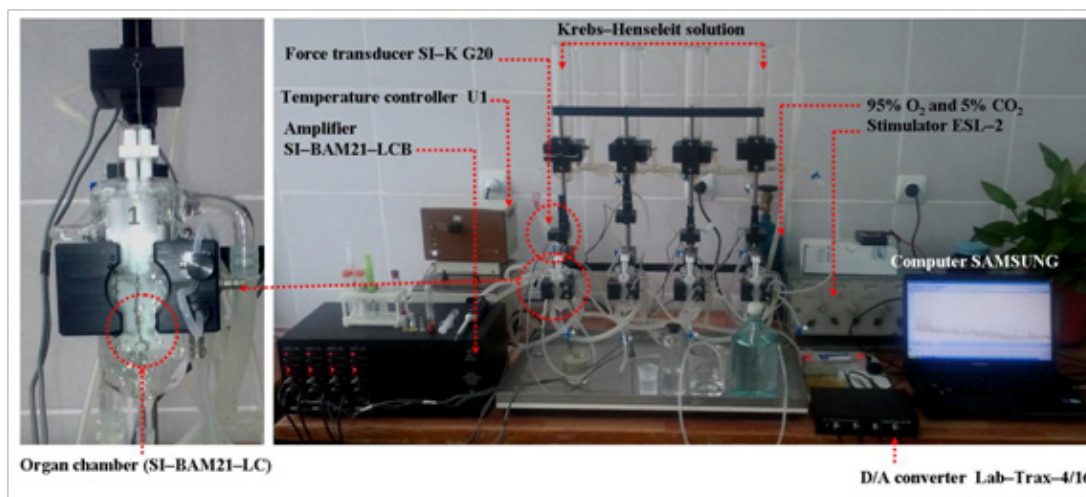 Krebs–Henseleit solution
Force transducer SI–K G20
Temperature controller U1
Amplifier
SI–BAM21–LCB
95% O2 and 5% CO2
Stimulator ESL–2
1
Computer SAMSUNG
Organ chamber (SI–BAM21–LC)
D/A converter Lab–Trax–4/16